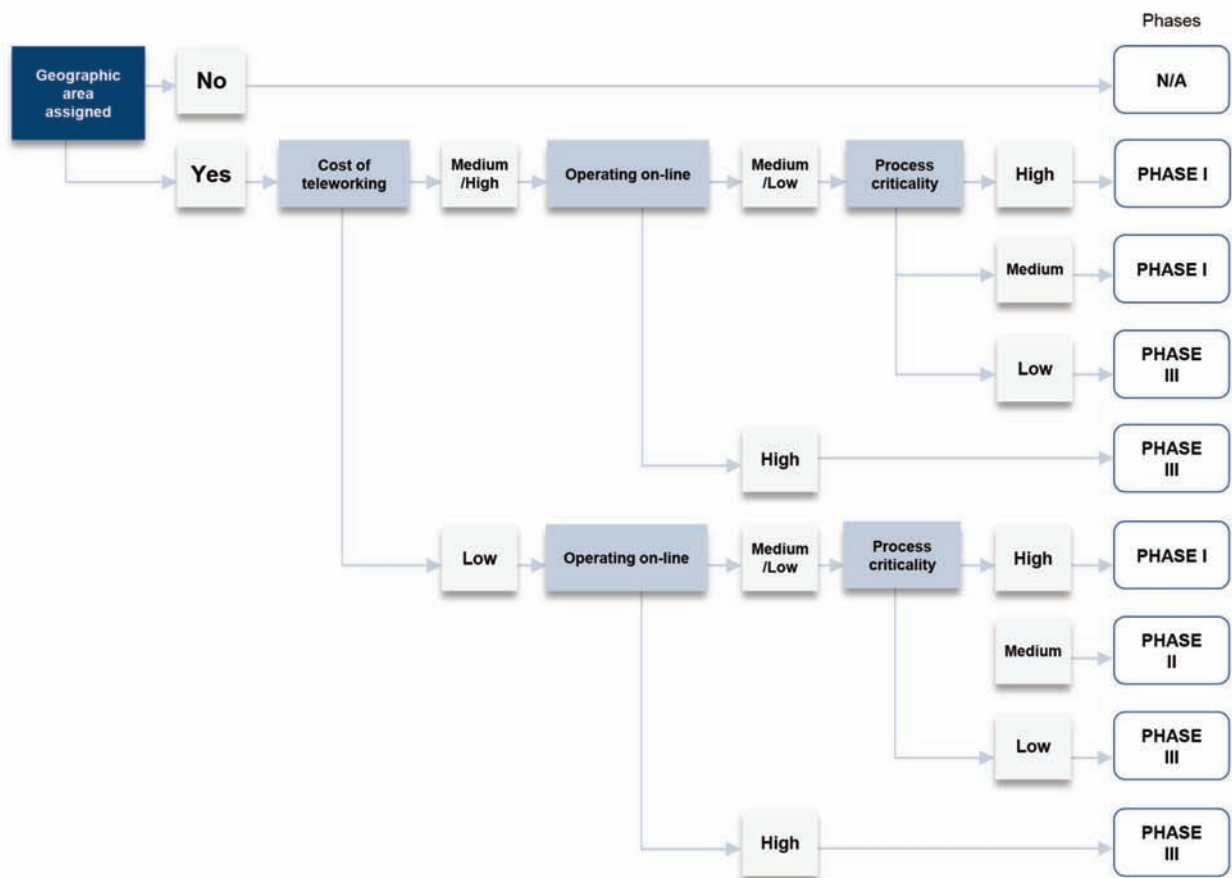 Phases
Geographic
area
assigned
No
N/A
Yes
Cost of
teleworking
Medium
/High
Operating on-line
Medium
/Low
Process
criticality
High
PHASE I
Medium
PHASE I
Low
PHASE
III
High
PHASE
III
Low
Operating on-line
Medium
/Low
Process
criticality
High
PHASE I
Medium
PHASE
II
Low
PHASE
III
High
PHASE
III